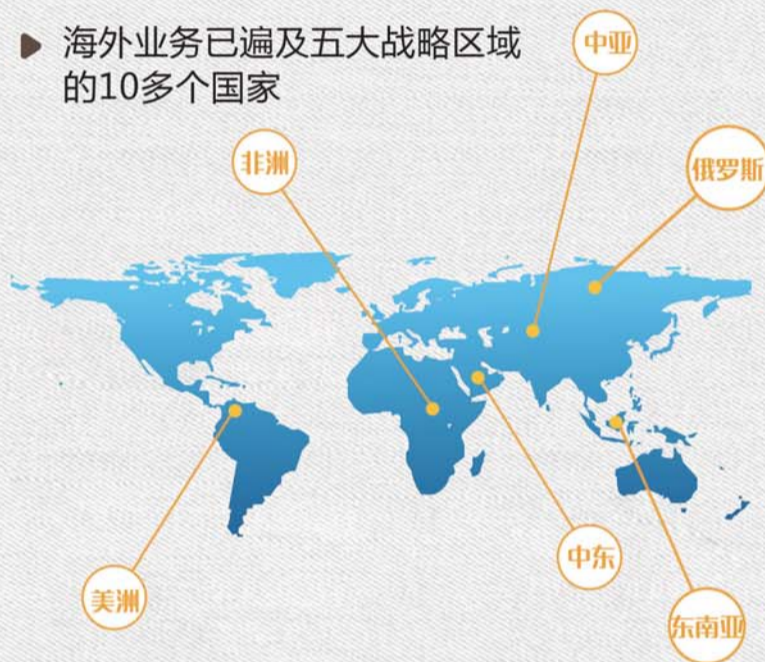 海外业务已遍及五大战略区域
的10多个国家
中亚
非洲
俄罗斯
美洲
中东
东南亚